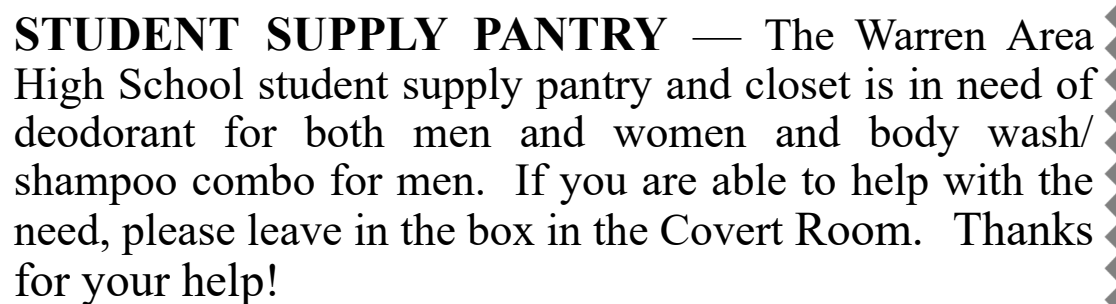 STUDENT SUPPLY PANTRY — The Warren Area
High School student supply pantry and closet is in need of
deodorant for both men and women and body wash/
shampoo combo for men.  If you are able to help with the
need, please leave in the box in the Covert Room.  Thanks
for your help!